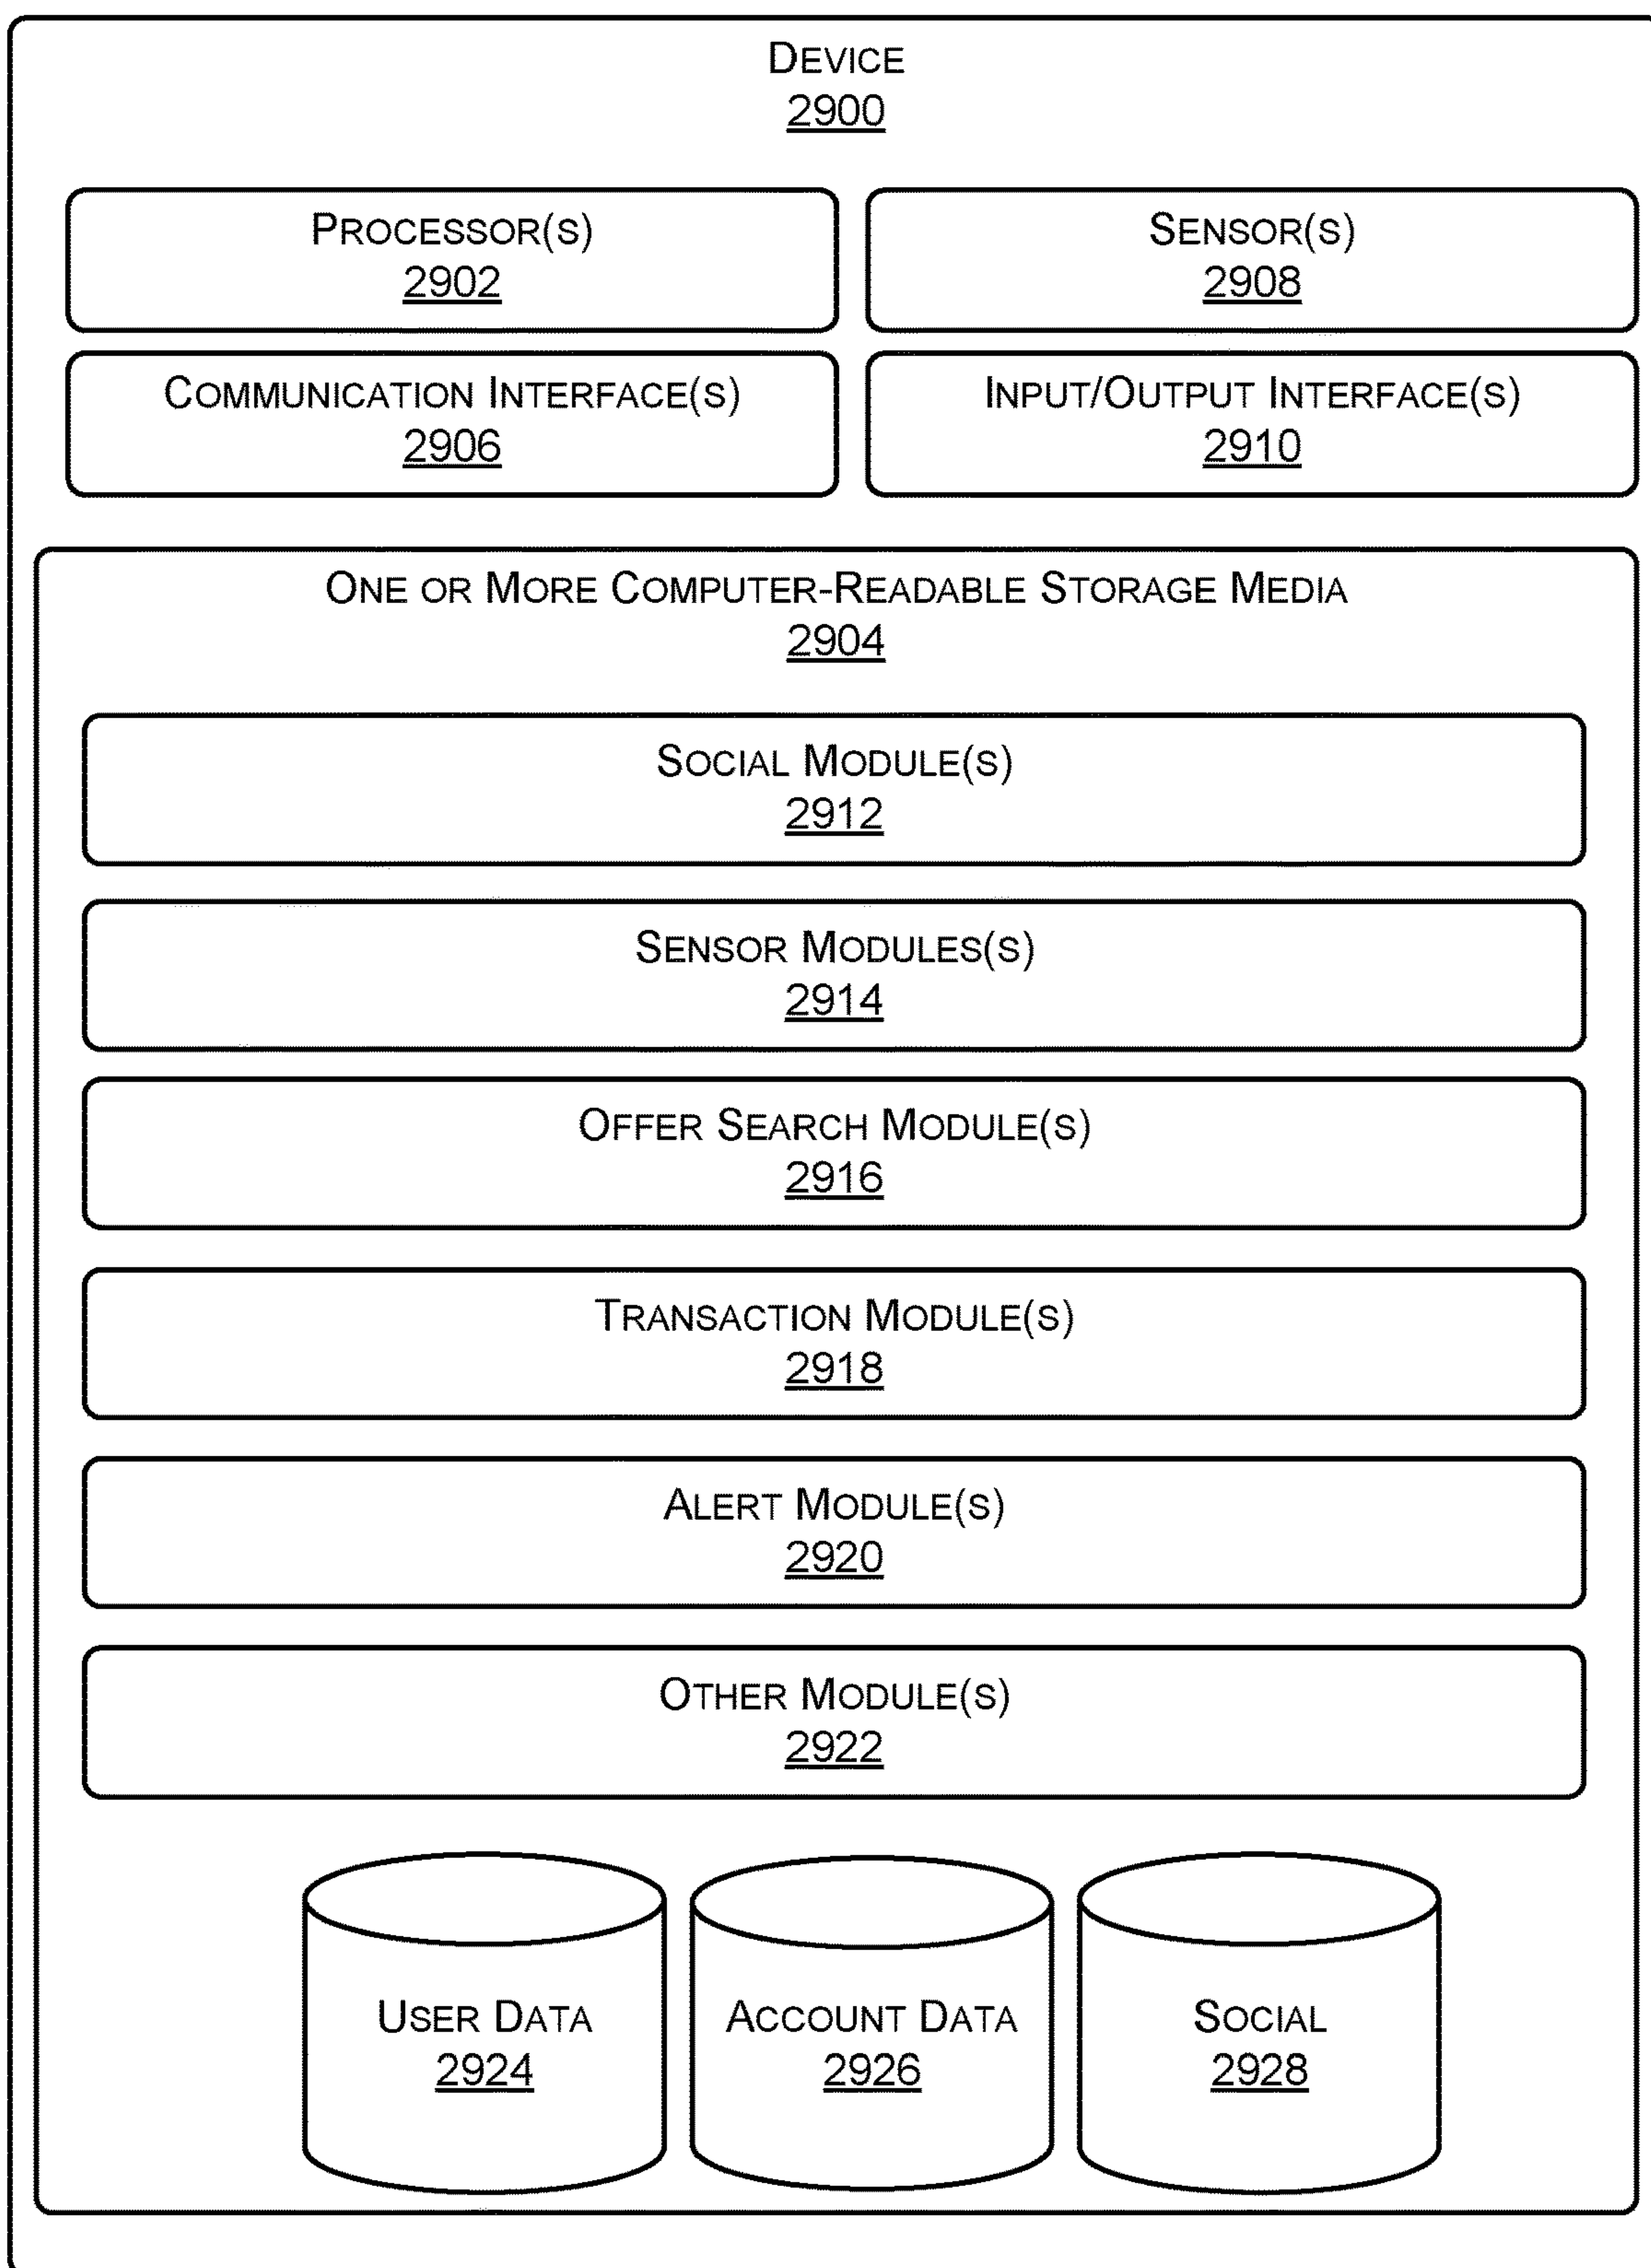 DEVICE
2900
PROCESSOR(S)
2902
SENSOR(S)
2908
COMMUNICATION INTERFACE(S)
2906
INPUT/OUTPUT INTERFACE(S)
2910
ONE OR MORE COMPUTER-READABLE STORAGE MEDIA
2904
SOCIAL MODULE(S)
2912
SENSOR MODULES(S)
2914
OFFER SEARCH MODULE(S)
2916
TRANSACTION MODULE(S)
2918
ALERT MODULE(S)
2920
OTHER MODULE(S)
2922
USER DATA
2924
ACCOUNT DATA
2926
SOCIAL
2928